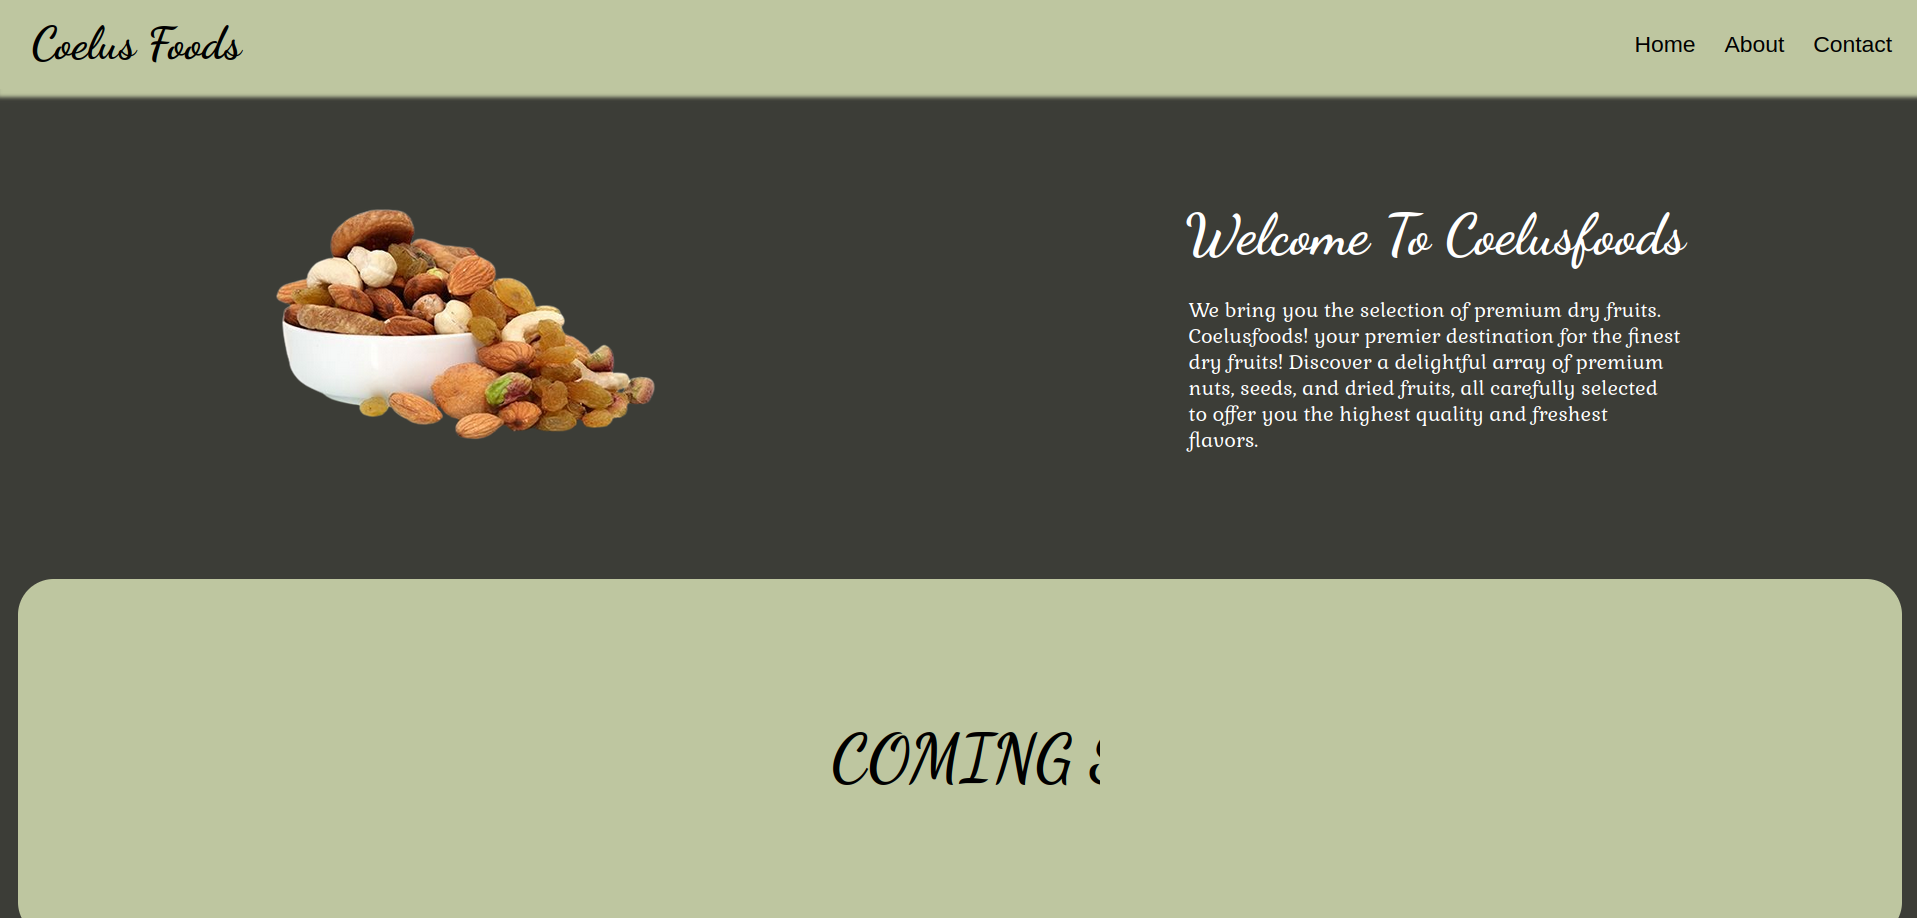 Coelus Foods
Home About Contact
Welcome To Coelusfoods
We bring you the selection of premium dry fruits.
Coelusfoods! your premier destination for the finest
dry fruits! Discover a delightful array of premium
nuts, seeds, and dried fruits, all carefully selected
to offer you the highest quality and freshest
flavors.
COMING